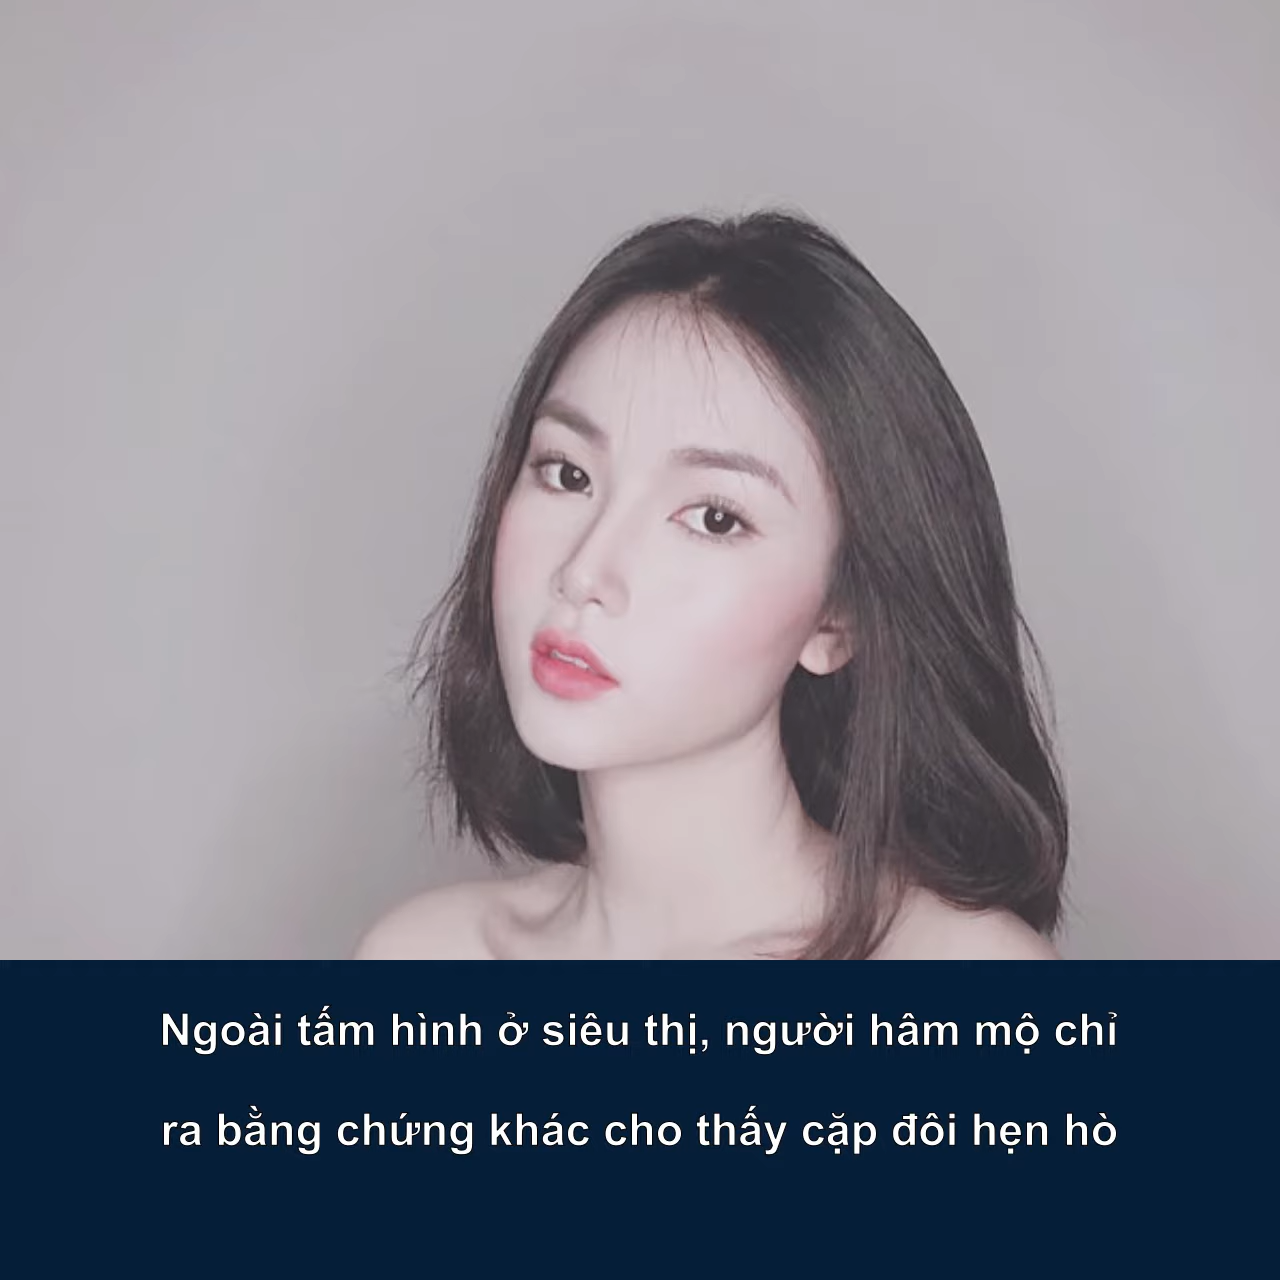 Ngoài tấm hình ở siêu thị, người hâm mộ chỉ
ra bằng chứng khác cho thấy cặp đôi hẹn hò